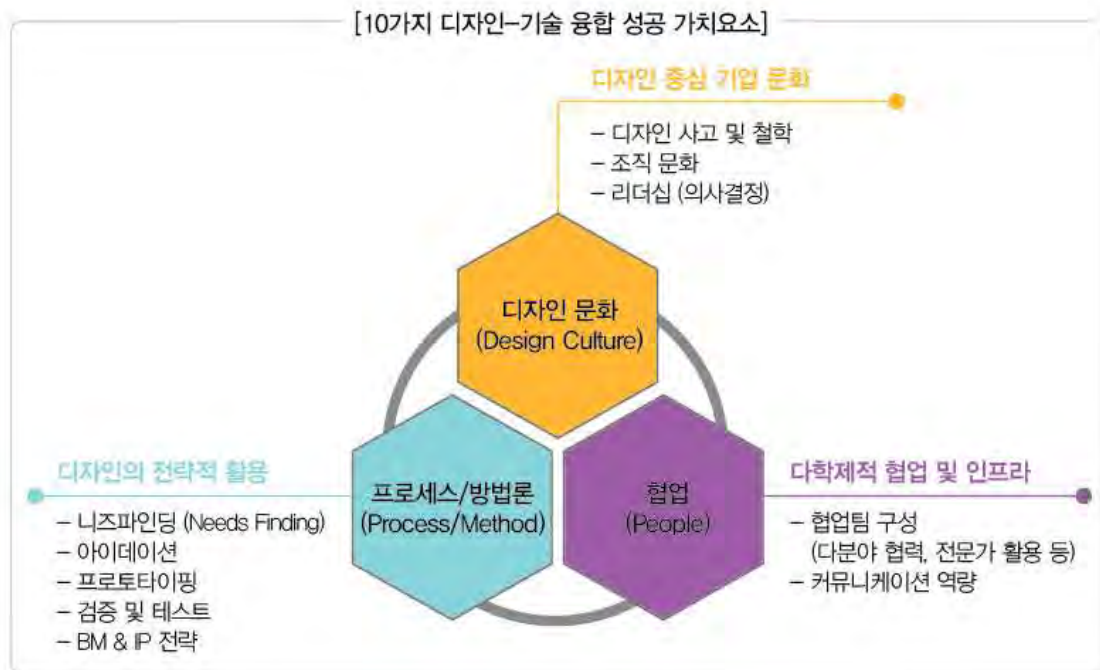 [10가지 디자인-기술 융합 성공 가치요소]
디자인 중심 기업 문화
- 디자인 사고 및 철학
- 조직 문화
- 리더십 (의사결정)
디자인 문화
(Design Culture)
디자인의 전략적 활용
- 니즈파인딩 (Needs Finding)
- 아이데이션
- 프로토타이핑
- 검증 및 테스트
- BM & IP 전략
프로세스/방법론
(Process/Method)
협업
(People)
다학제적 협업 및 인프라
- 협업팀 구성
(다분야 협력, 전문가 활용 등)
- 커뮤니케이션 역량